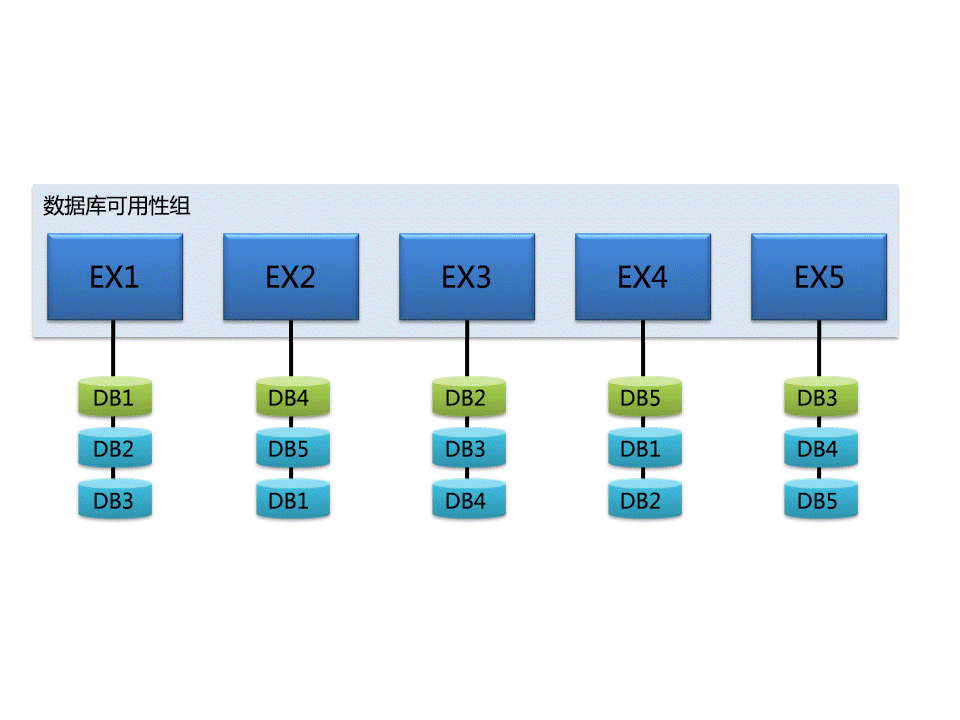 数据库可用性组
EX1 EX2 EX3 EX4 EX5
DB1 DB4 DB2 DB5 DB3
DB2 DB5 DB3 DB1 DB4
DB3 DB1 DB4 DB2 DB5